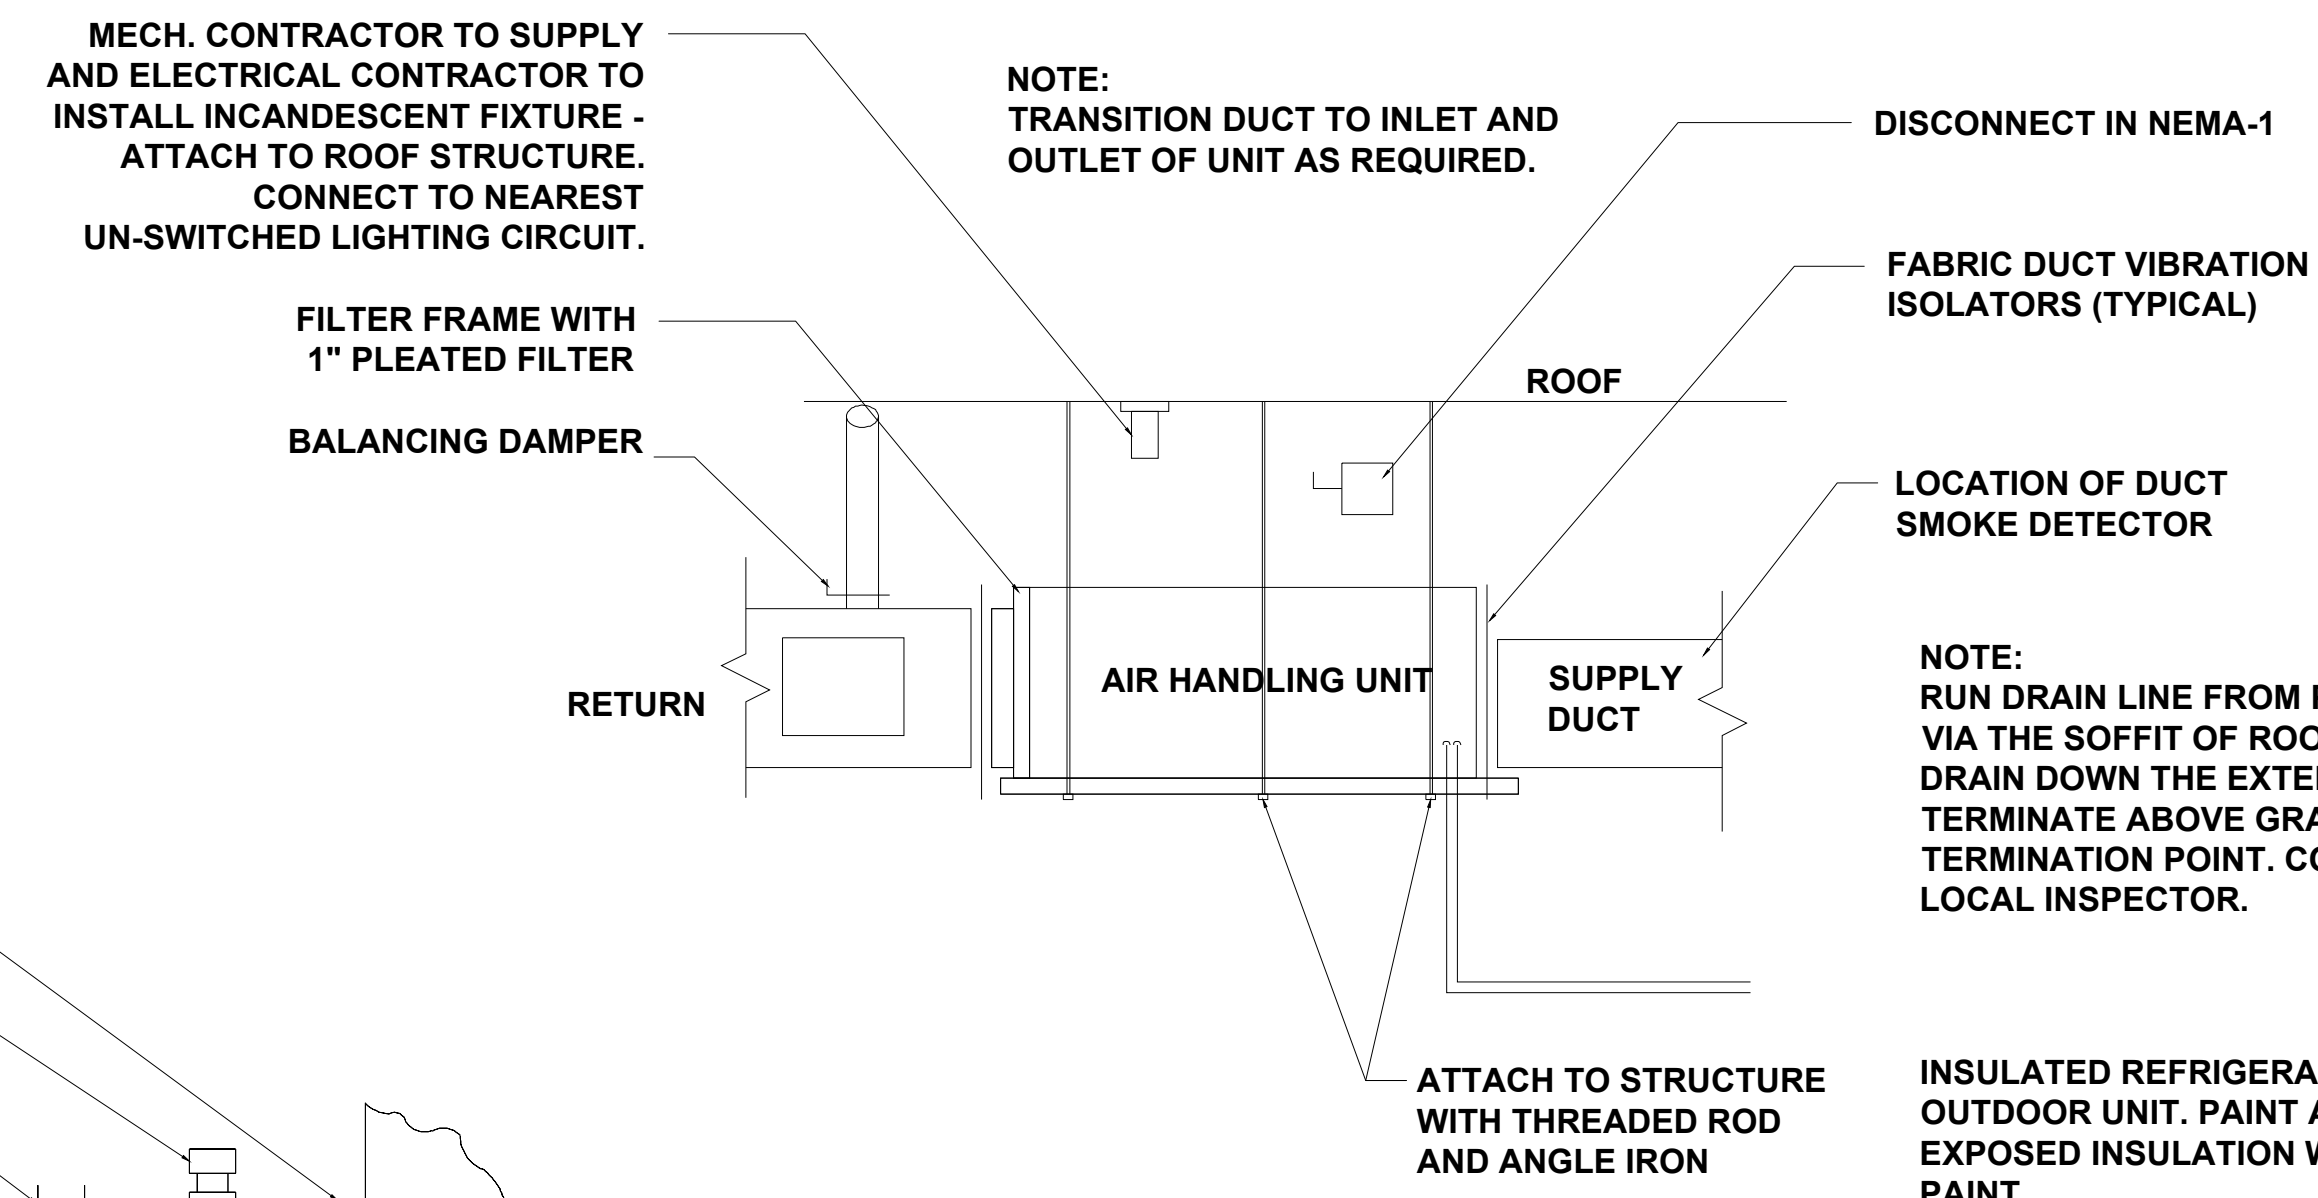 MECH. CONTRACTOR TO SUPPLY
AND ELECTRICAL CONTRACTOR TO
INSTALL INCANDESCENT FIXTURE -
ATTACH TO ROOF STRUCTURE.
CONNECT TO NEAREST
UN-SWITCHED LIGHTING CIRCUIT.
NOTE:
TRANSITION DUCT TO INLET AND
OUTLET OF UNIT AS REQUIRED.
DISCONNECT IN NEMA-1
FABRIC DUCT VIBRATION
ISOLATORS (TYPICAL)
FILTER FRAME WITH
1" PLEATED FILTER
ROOF
BALANCING DAMPER
LOCATION OF DUCT
SMOKE DETECTOR
RETURN
AIR HANDLING UNIT
SUPPLY
DUCT
NOTE:
RUN DRAIN LINE FROM
VIA THE SOFFIT OF
DRAIN DOWN THE
TERMINATE ABOVE
TERMINATION POINT.
LOCAL INSPECTOR.
ATTACH TO STRUCTURE
WITH THREADED ROD
AND ANGLE IRON
INSULATED
OUTDOOR UNIT. PAINT
EXPOSED INSULATION
PAINT